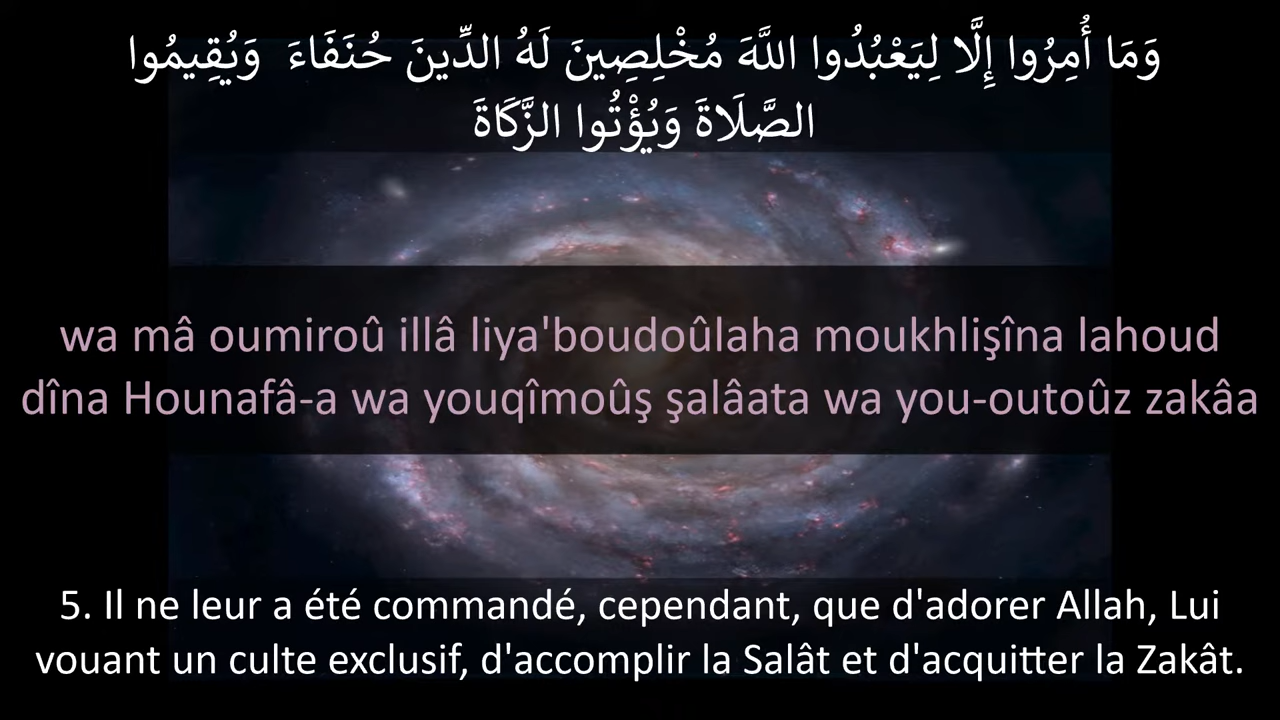 وَمَا أُمِرُوا إِلَّا لِيَعْبُدُوا اللَّهَ مُخْلِصِينَ لَهُ الدِّينَ حُنَفَاءَ وَيُقِيمُوا
الصَّلَاةَ وَيُؤْتُوا الزَّكَاةَ
wa mâ oumiroû illâ liya'boudoûlaha moukhlişîna lahoud
dîna Hounafâ-a wa youqîmoûş şalâata wa you-outoûz zakâa
5. Il ne leur a été commandé, cependant, que d'adorer Allah, Lui
vouant un culte exclusif, d'accomplir la Salât et d'acquitter la Zakât.